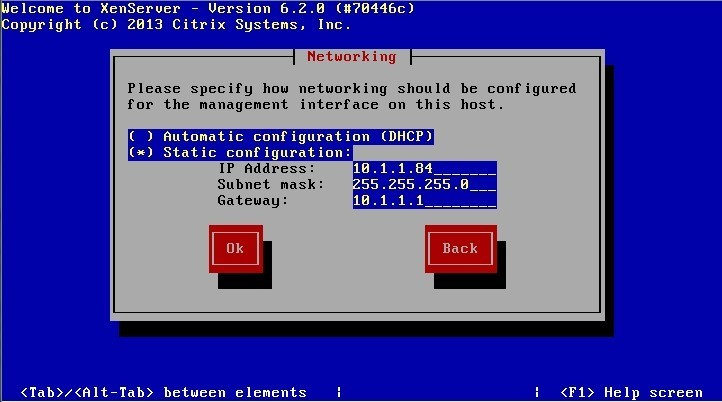 Welcome to XenServer - Version 6.2.0 (#70446c)
Copyright (c) 2013 Citrix Systems, Inc.
Networking
Please specify how networking should be configured
for the management interface on this host.
( ) Automatic configuration (DHCP)
(*) Static configuration:
IP Address: 10.1.1.84_______
Subnet mask: 255.255.255.0___
Gateway: 10.1.1.1________
Ok Back
<Tab>/<Alt-Tab> between elements | | <F1> Help screen